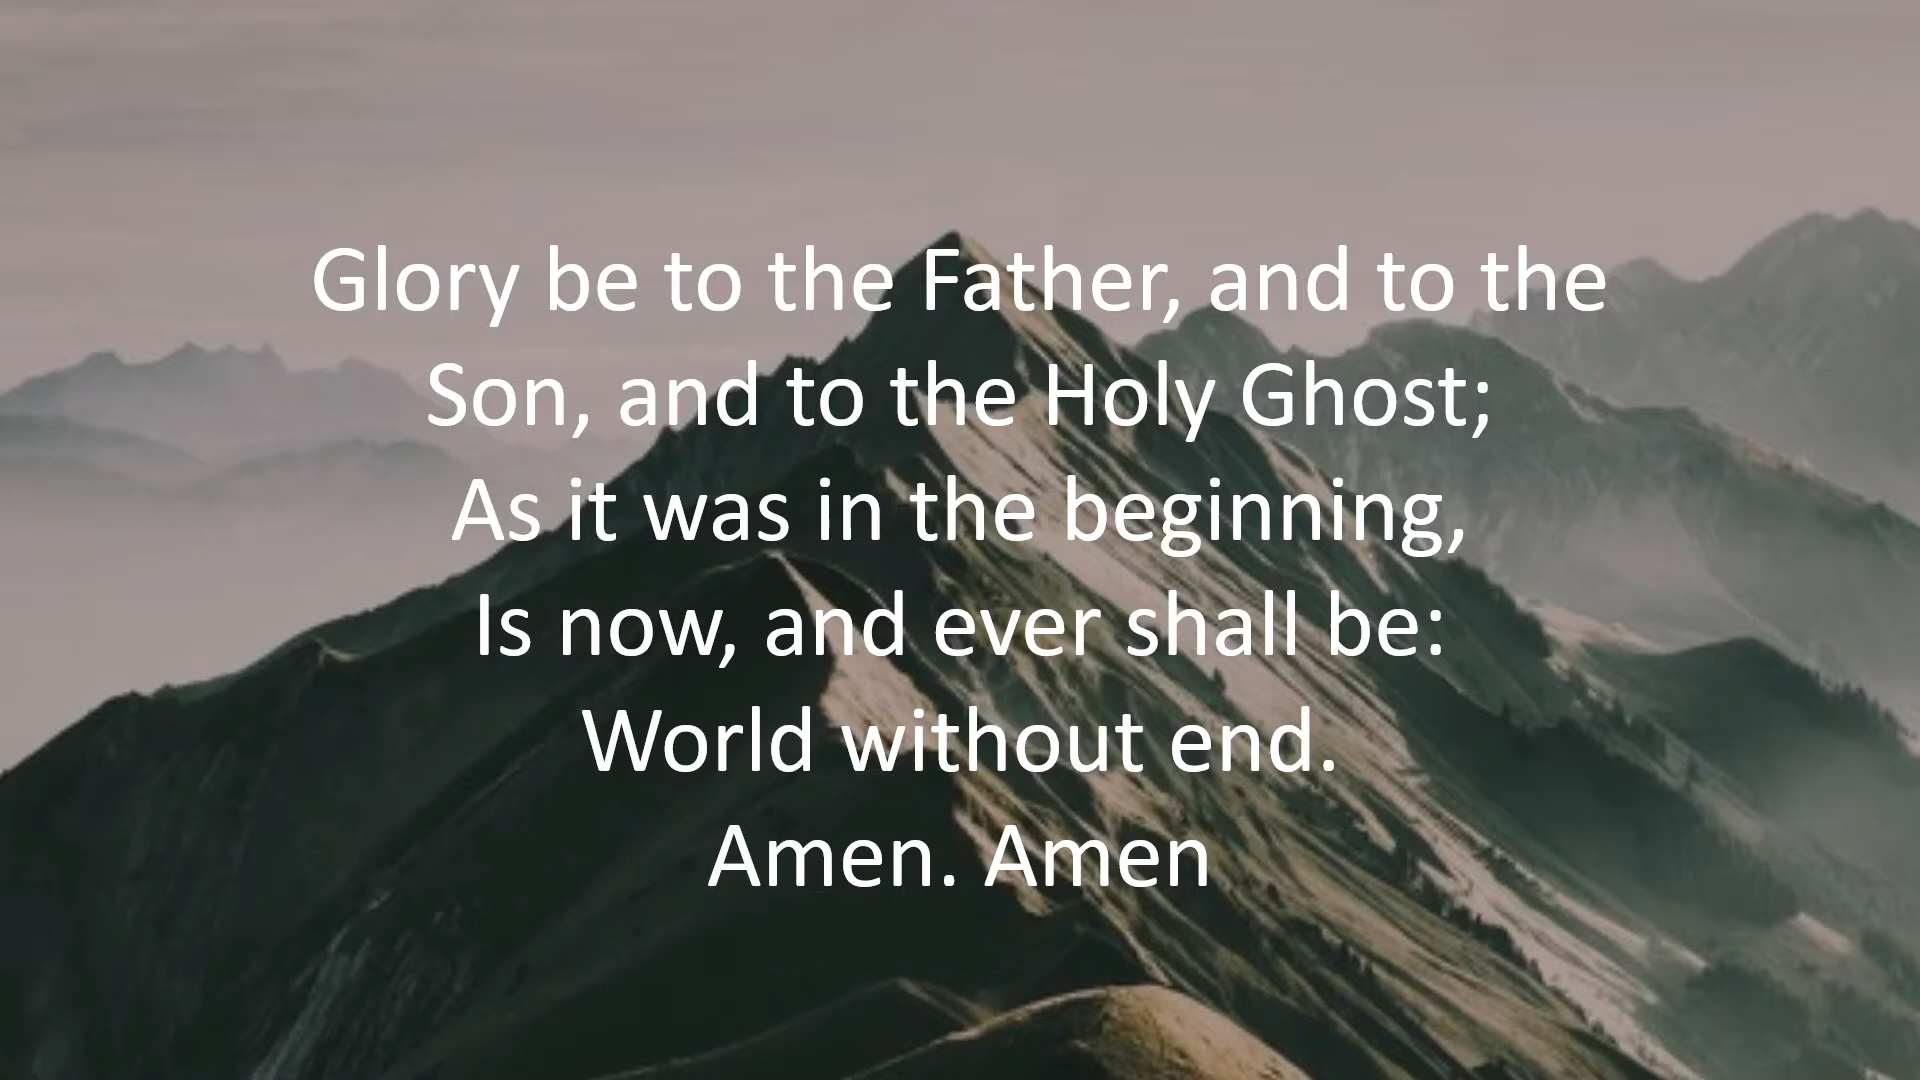 Glory be to the Father, and to the
Son, and to the Holy Ghost;
As it was in the beginning,
Is now, and ever shall be:
World without end.
Amen. Amen